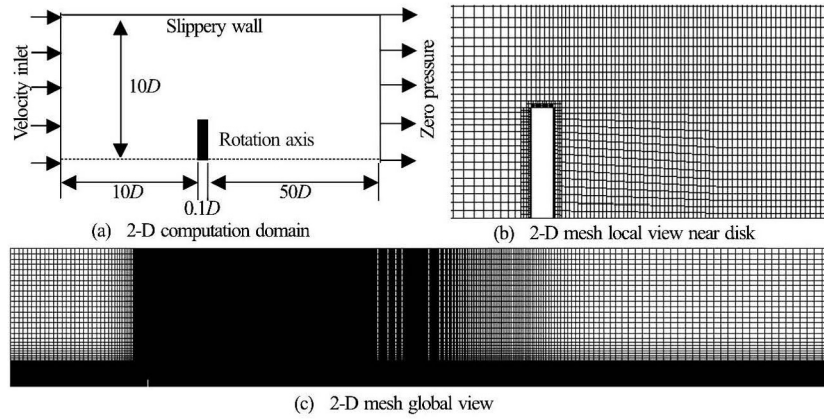 Slippery wall
Velocity inlet
10D
Rotation axis
Zero pressure
10D
0.1D
50D
(a) 2-D computation domain
(b) 2-D mesh local view near disk
(c) 2-D mesh global view